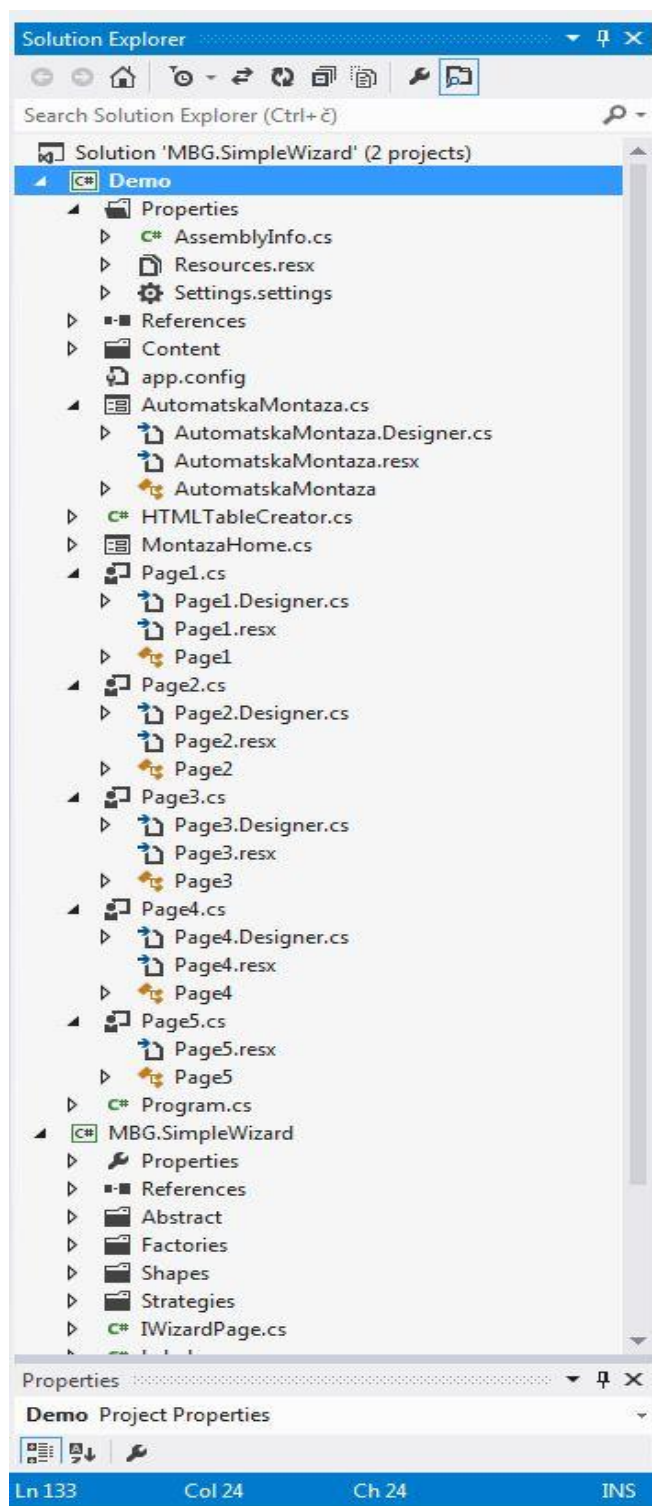 Solution Explorer
Search Solution Explorer (Ctrl+č)
Solution 'MBG.SimpleWizard' (2 projects)
C# Demo
Properties
C# AssemblyInfo.cs
Resources.resx
Settings.settings
References
Content
app.config
AutomatskaMontaza.cs
AutomatskaMontaza.Designer.cs
AutomatskaMontaza.resx
AutomatskaMontaza
C# HTMLTableCreator.cs
MontazaHome.cs
Page1.cs
Page1.Designer.cs
Page1.resx
Page1
Page2.cs
Page2.Designer.cs
Page2.resx
Page2
Page3.cs
Page3.Designer.cs
Page3.resx
Page3
Page4.cs
Page4.Designer.cs
Page4.resx
Page4
Page5.cs
Page5.resx
Page5
C# Program.cs
C# MBG.SimpleWizard
Properties
References
Abstract
Factories
Shapes
Strategies
C# IWizardPage.cs
Properties
Demo Project Properties
Ln 133 Col 24 Ch 24 INS